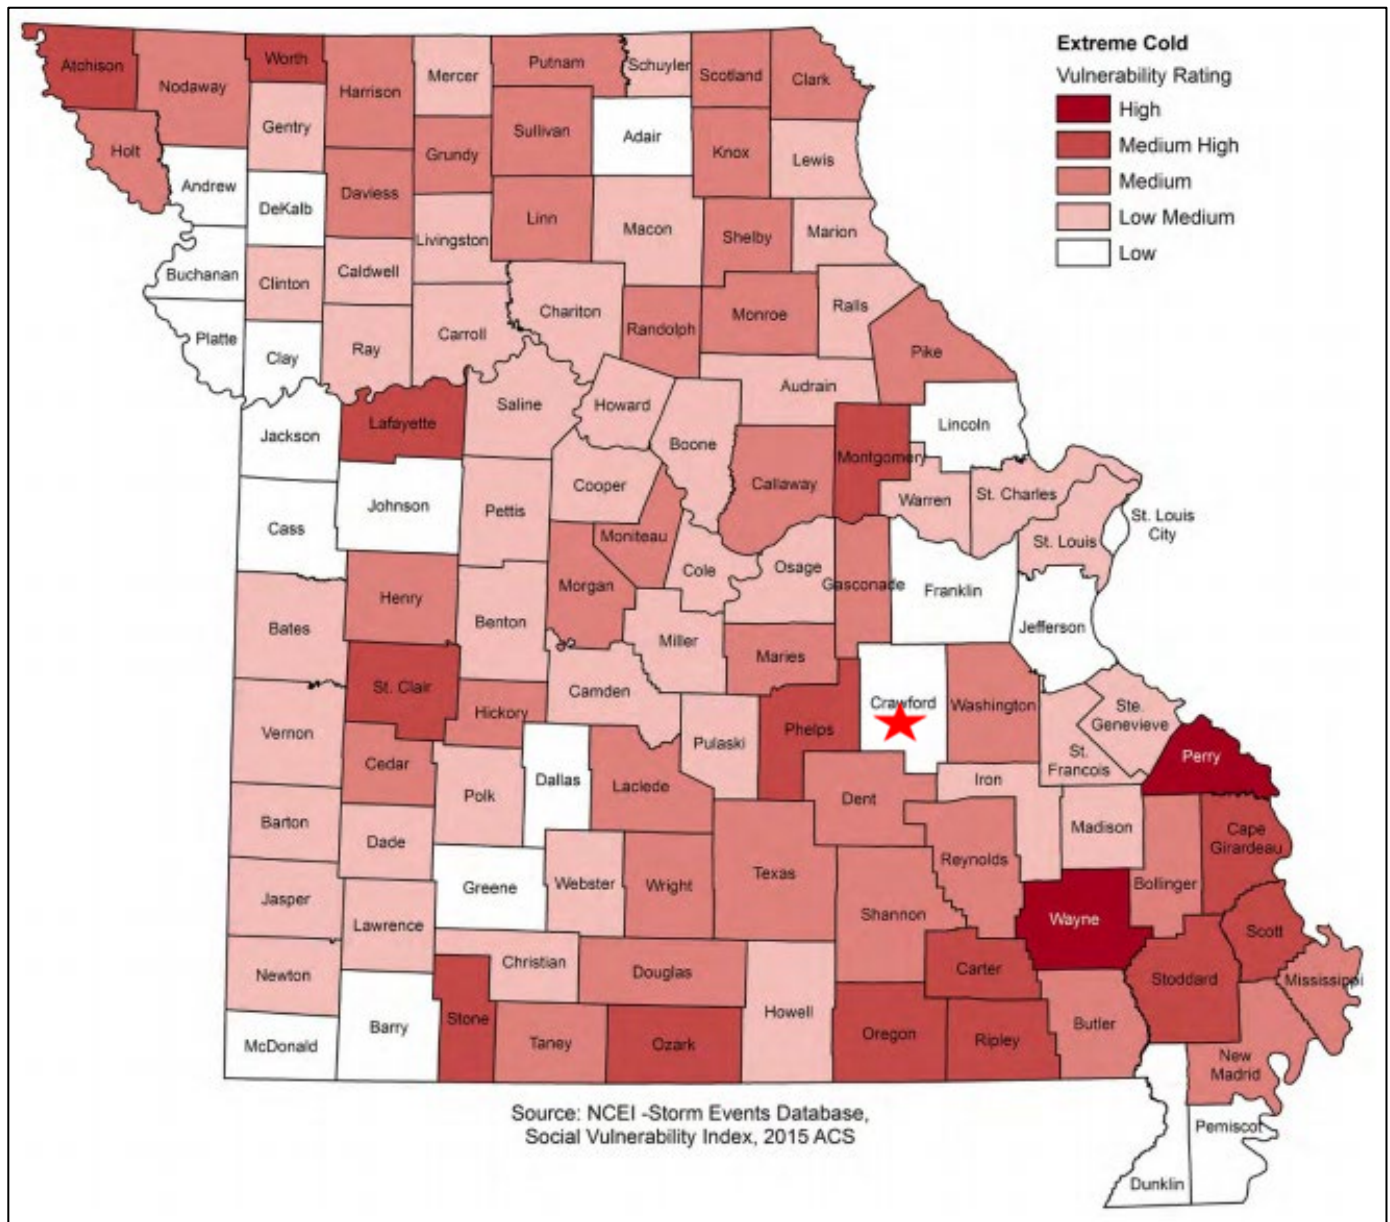 Extreme Cold
Vulnerability Rating
High
Medium High
Medium
Low Medium
Low
Atchison
Nodaway
Worth
Harrison
Mercer
Putnam
Schuyler
Scotland
Clark
Holt
Gentry
Grundy
Sullivan
Adair
Knox
Lewis
Andrew
DeKalb
Daviess
Livingston
Linn
Macon
Shelby
Marion
Buchanan
Clinton
Caldwell
Chariton
Randolph
Monroe
Ralls
Platte
Clay
Ray
Carroll
Pike
Audrain
Jackson
Lafayette
Saline
Howard
Boone
Montgomery
Lincoln
Callaway
Warren
St. Charles
Cass
Johnson
Pettis
Cooper
Moniteau
St. Louis
St. Louis
City
Cole
Osage
Gasconade
Franklin
Henry
Morgan
Bates
Benton
Miller
Jefferson
Maries
St. Clair
Camden
Hickory
Phelps
Crawford
Washington
Ste.
Genevieve
Vernon
Pulaski
St.
Francois
Perry
Cedar
Polk
Dallas
Laclede
Dent
Iron
Barton
Dade
Madison
Cape
Girardeau
Reynolds
Texas
Greene
Webster
Wright
Bollinger
Jasper
Lawrence
Shannon
Wayne
Scott
Newton
Christian
Douglas
Carter
Stoddard
Mississippi
McDonald
Barry
Stone
Taney
Ozark
Howell
Oregon
Ripley
Butler
New
Madrid
Pemiscot
Dunklin
Source: NCEI -Storm Events Database,
Social Vulnerability Index, 2015 ACS